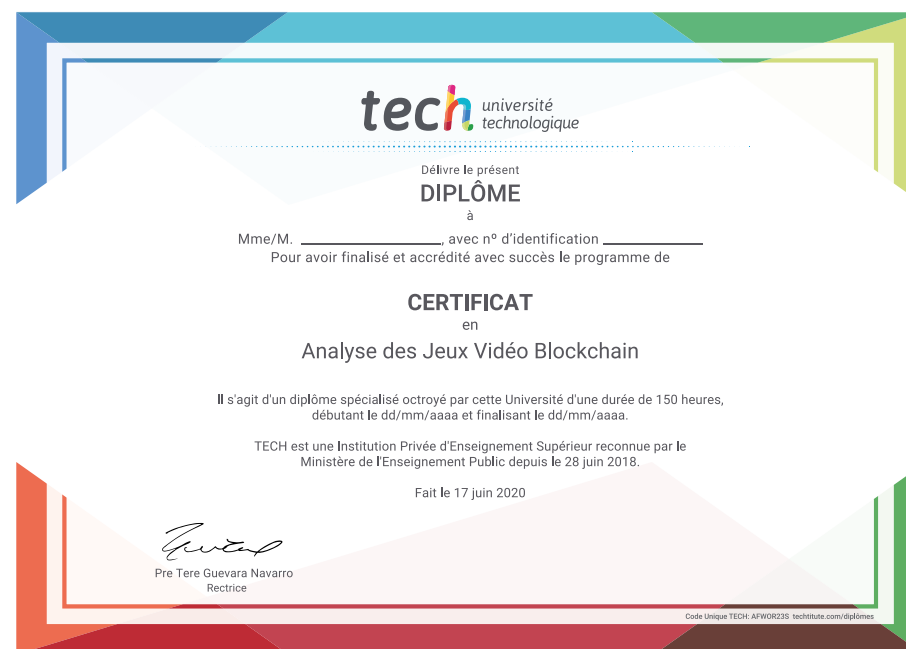 tech université
technologique
Délivre le présent
DIPLÔME
à
Mme/M. ____________________, avec nº d'identification ______________
Pour avoir finalisé et accrédité avec succès le programme de
CERTIFICAT
en
Analyse des Jeux Vidéo Blockchain
Il s'agit d'un diplôme spécialisé octroyé par cette Université d'une durée de 150 heures,
débutant le dd/mm/aaaa et finalisant le dd/mm/aaaa.
TECH est une Institution Privée d'Enseignement Supérieur reconnue par le
Ministère de l'Enseignement Public depuis le 28 juin 2018.
Fait le 17 juin 2020
Pre Tere Guevara Navarro
Rectrice
Code Unique TECH: AFWOR23S techtitute.com/diplômes